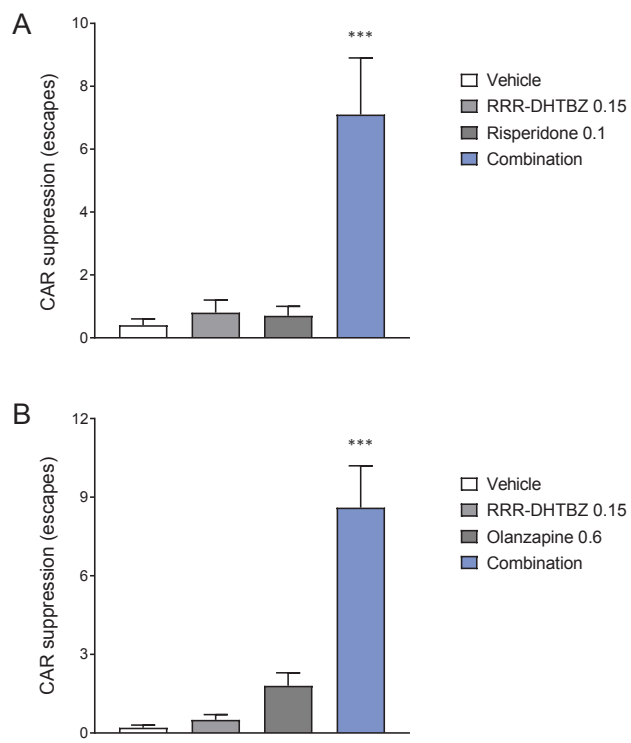 A
CAR suppression (escapes)
10
8
6
4
2
0
***
Vehicle
RRR-DHTBZ 0.15
Risperidone 0.1
Combination
B
CAR suppression (escapes)
12
9
6
3
0
***
Vehicle
RRR-DHTBZ 0.15
Olanzapine 0.6
Combination